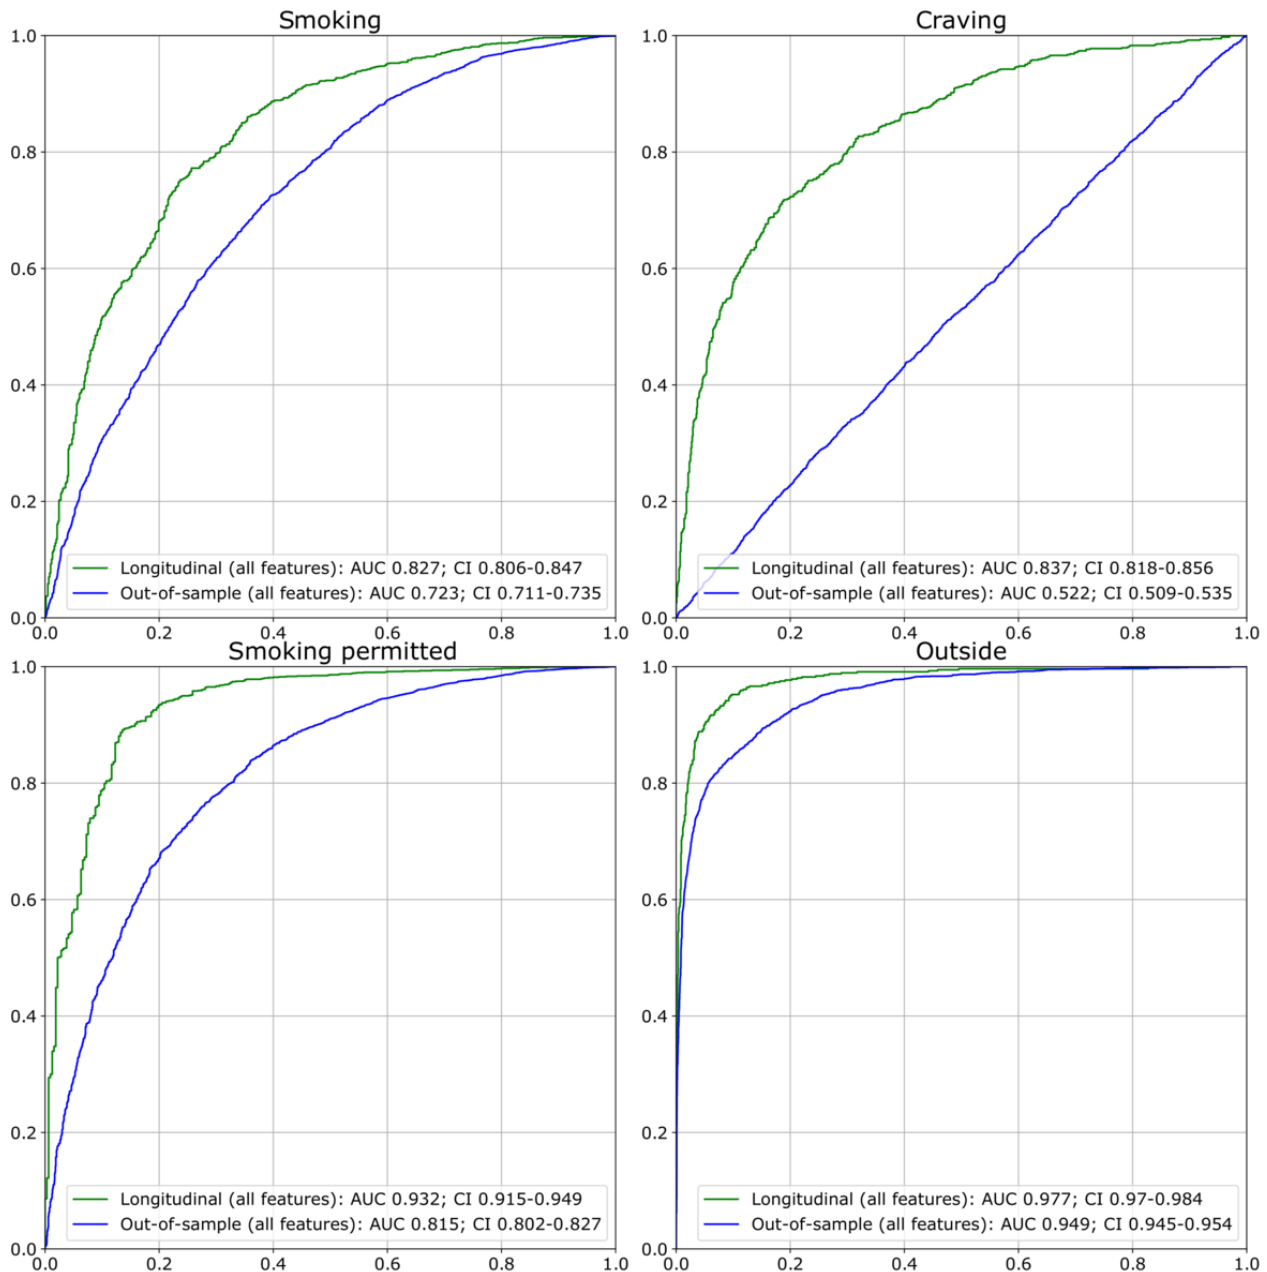 Smoking
1.0
0.8
0.6
0.4
0.2
0.0
Longitudinal (all features): AUC 0.827; CI 0.806-0.847
Out-of-sample (all features): AUC 0.723; CI 0.711-0.735
0.0 0.2 0.4 0.6 0.8 1.0
Craving
1.0
0.8
0.6
0.4
0.2
0.0
Longitudinal (all features): AUC 0.837; CI 0.818-0.856
Out-of-sample (all features): AUC 0.522; CI 0.509-0.535
0.0 0.2 0.4 0.6 0.8 1.0
Smoking permitted
1.0
0.8
0.6
0.4
0.2
0.0
Longitudinal (all features): AUC 0.932; CI 0.915-0.949
Out-of-sample (all features): AUC 0.815; CI 0.802-0.827
0.0 0.2 0.4 0.6 0.8 1.0
Outside
1.0
0.8
0.6
0.4
0.2
0.0
Longitudinal (all features): AUC 0.977; CI 0.97-0.984
Out-of-sample (all features): AUC 0.949; CI 0.945-0.954
0.0 0.2 0.4 0.6 0.8 1.0